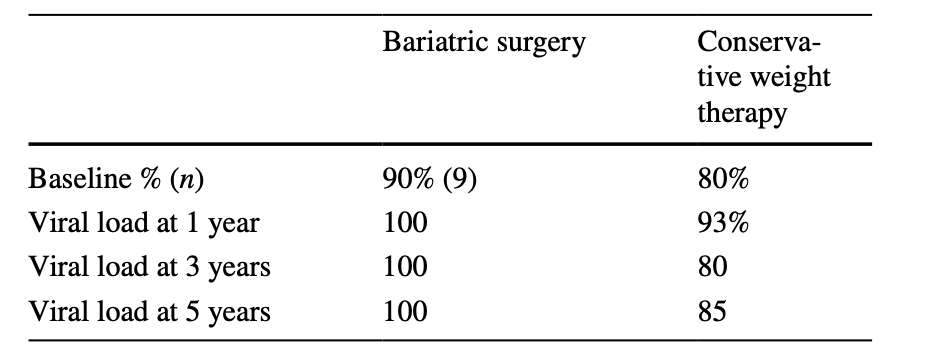 Bariatric surgery Conserva-
tive weight
therapy
Baseline % (n) 90% (9) 80%
Viral load at 1 year 100 93%
Viral load at 3 years 100 80
Viral load at 5 years 100 85